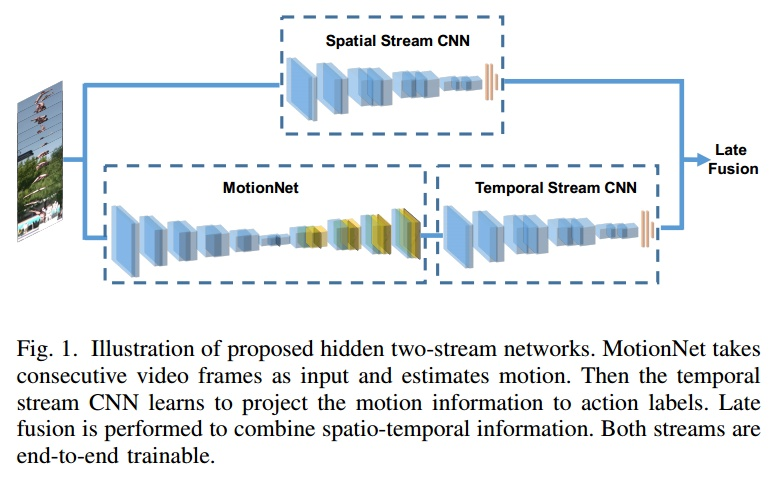 Spatial Stream CNN
MotionNet
Temporal Stream CNN
Late
Fusion
Fig. 1. Illustration of proposed hidden two-stream networks. MotionNet takes
consecutive video frames as input and estimates motion. Then the temporal
stream CNN learns to project the motion information to action labels. Late
fusion is performed to combine spatio-temporal information. Both streams are
end-to-end trainable.